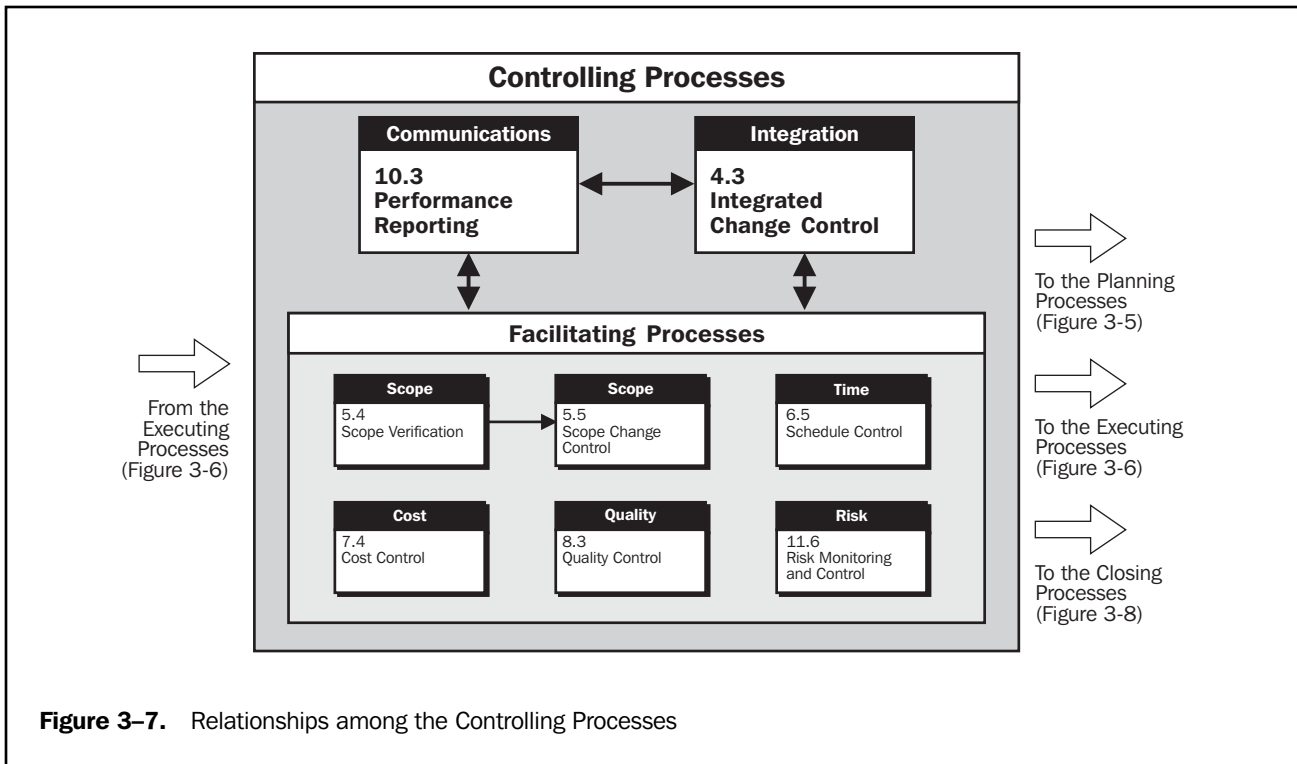 Controlling Processes
Communications
10.3
Performance
Reporting
Integration
4.3
Integrated
Change Control
Facilitating Processes
Scope
5.4
Scope Verification
Scope
5.5
Scope Change
Control
Time
6.5
Schedule Control
Cost
7.4
Cost Control
Quality
8.3
Quality Control
Risk
11.6
Risk Monitoring
and Control
From the
Executing
Processes
(Figure 3-6)
To the Planning
Processes
(Figure 3-5)
To the Executing
Processes
(Figure 3-6)
To the Closing
Processes
(Figure 3-8)
Figure 3–7. Relationships among the Controlling Processes